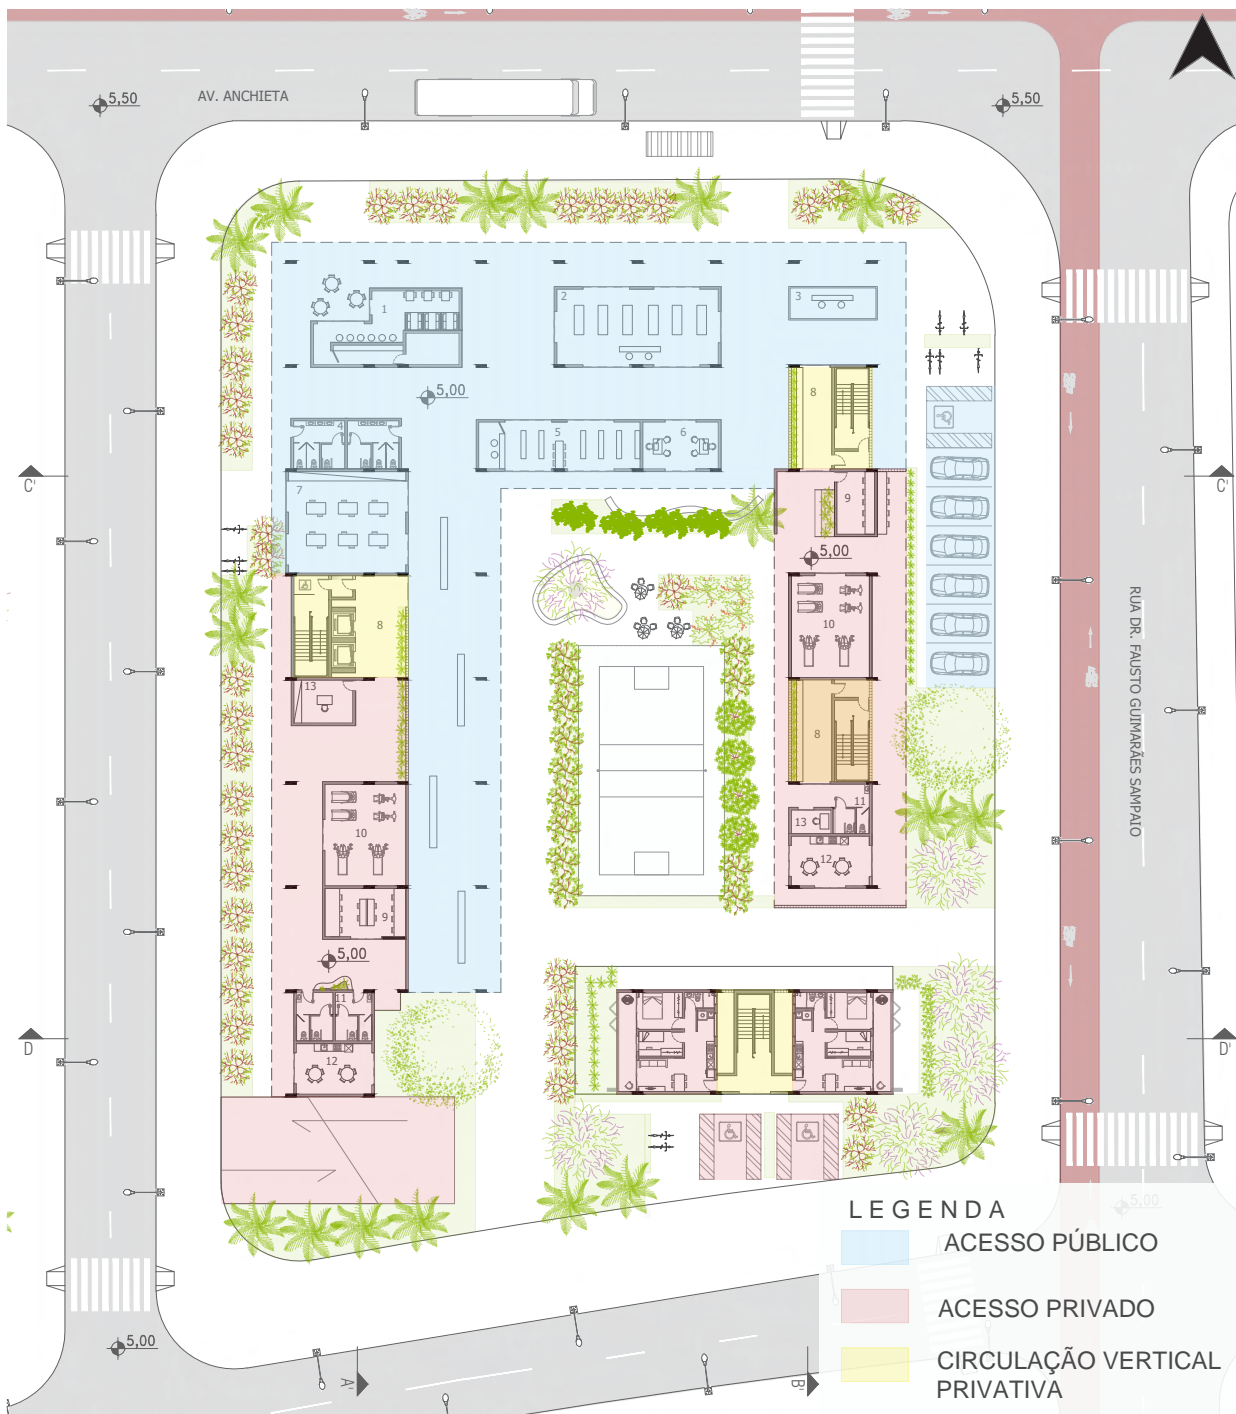 AV. ANCHIETA
5,50
5,50
1
2
3
5,00
8
4
5
6
C'
C'
7
9
5,00
8
10
13
8
RUA DR. FAUSTO GUIMARÃES SAMPAIO
10
11
13
12
9
5,00
11
12
D
D'
LEGENDA
5,00
ACESSO PÚBLICO
ACESSO PRIVADO
CIRCULAÇÃO VERTICAL
PRIVATIVA
5,00
A'
B'